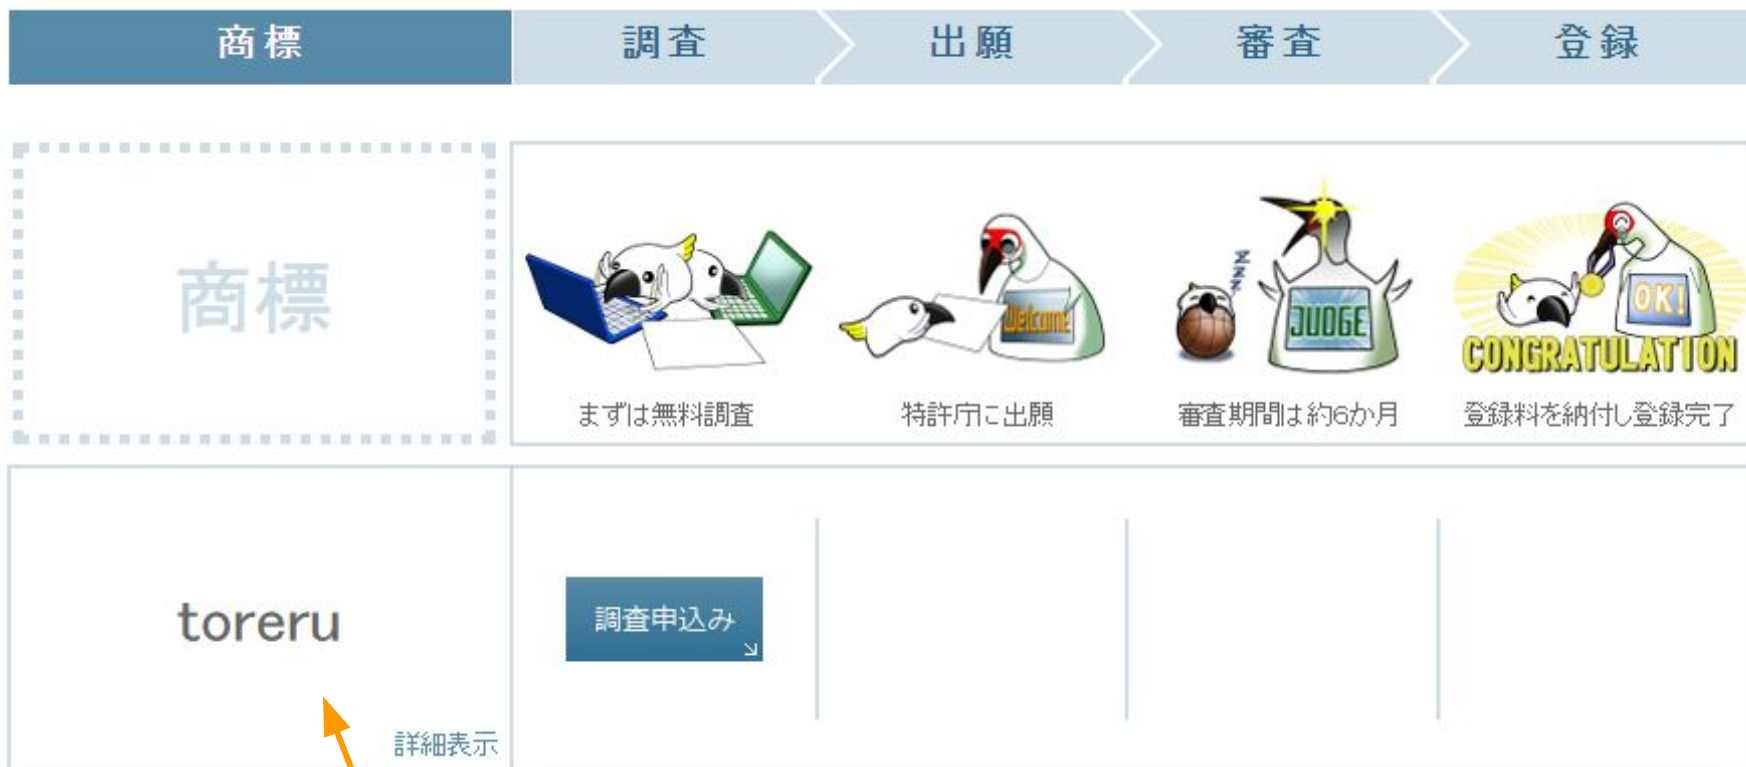 商標 調査 出願 審査 登録
商標
Welcome
ZZZ
JUDGE
OK!
CONGRATULATION
まずは無料調査 特許庁に出願 審査期間は約6か月 登録料を納付し登録完了
toreru
調査申込み
詳細表示